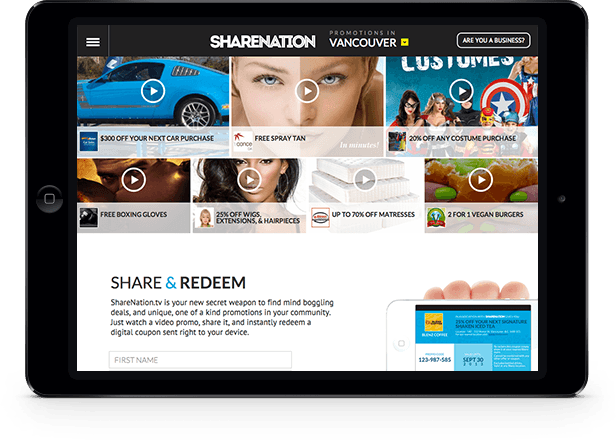 SHARENATION
PROMOTIONS IN
VANCOUVER
ARE YOU A BUSINESS?
COSTUMES
$300 OFF YOUR NEXT CAR PURCHASE
FREE SPRAY TAN
In minutes!
20% OFF ANY COSTUME PURCHASE
FREE BOXING GLOVES
25% OFF WIGS,
EXTENSIONS, & HAIRPIECES
UP TO 70% OFF MATRESSES
2 FOR 1 VEGAN BURGERS
SHARE & REDEEM
ShareNation.tv is your new secret weapon to find mind boggling
deals, and unique, one of a kind promotions in your community.
Just watch a video promo, share it, and instantly redeem a
digital coupon sent right to your device.
FIRST NAME
25% OFF YOUR NEXT SIGNATURE
SHAKEN ICED TEA
BLENZ COFFEE
123-987-585
SEPT 30